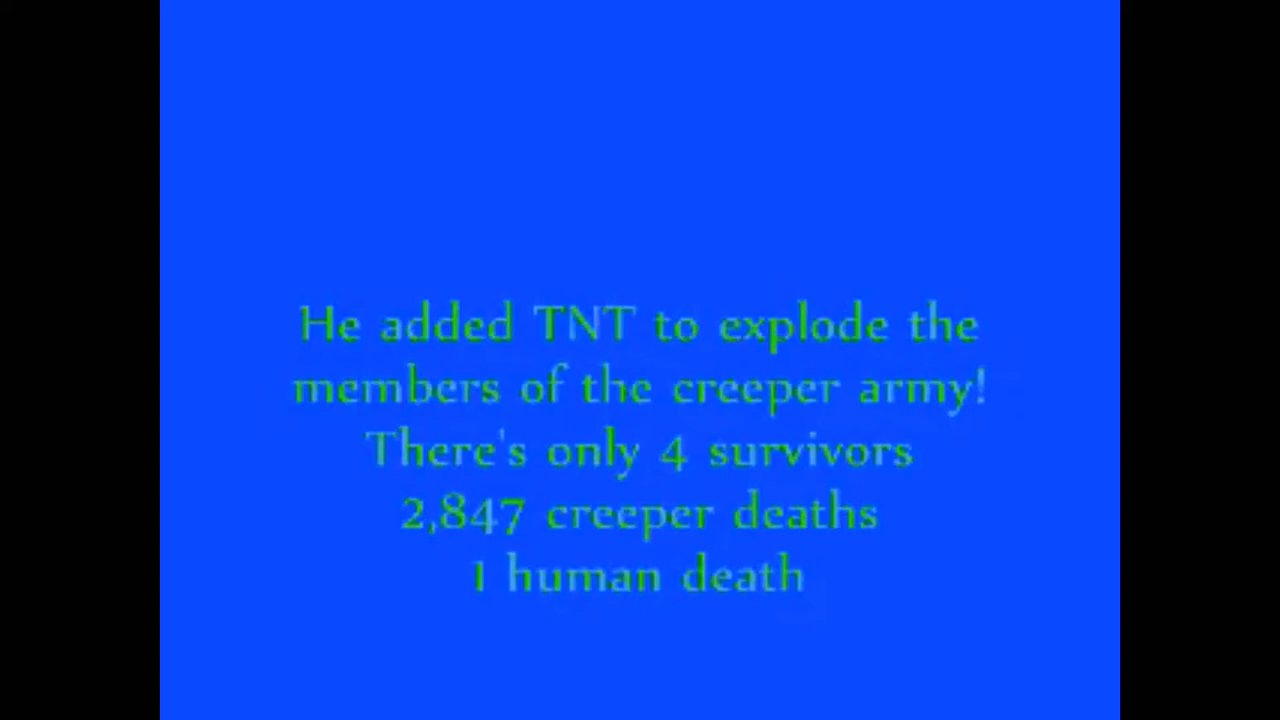 He added TNT to explode the
members of the creeper army!
There's only 4 survivors
2,847 creeper deaths
1 human death